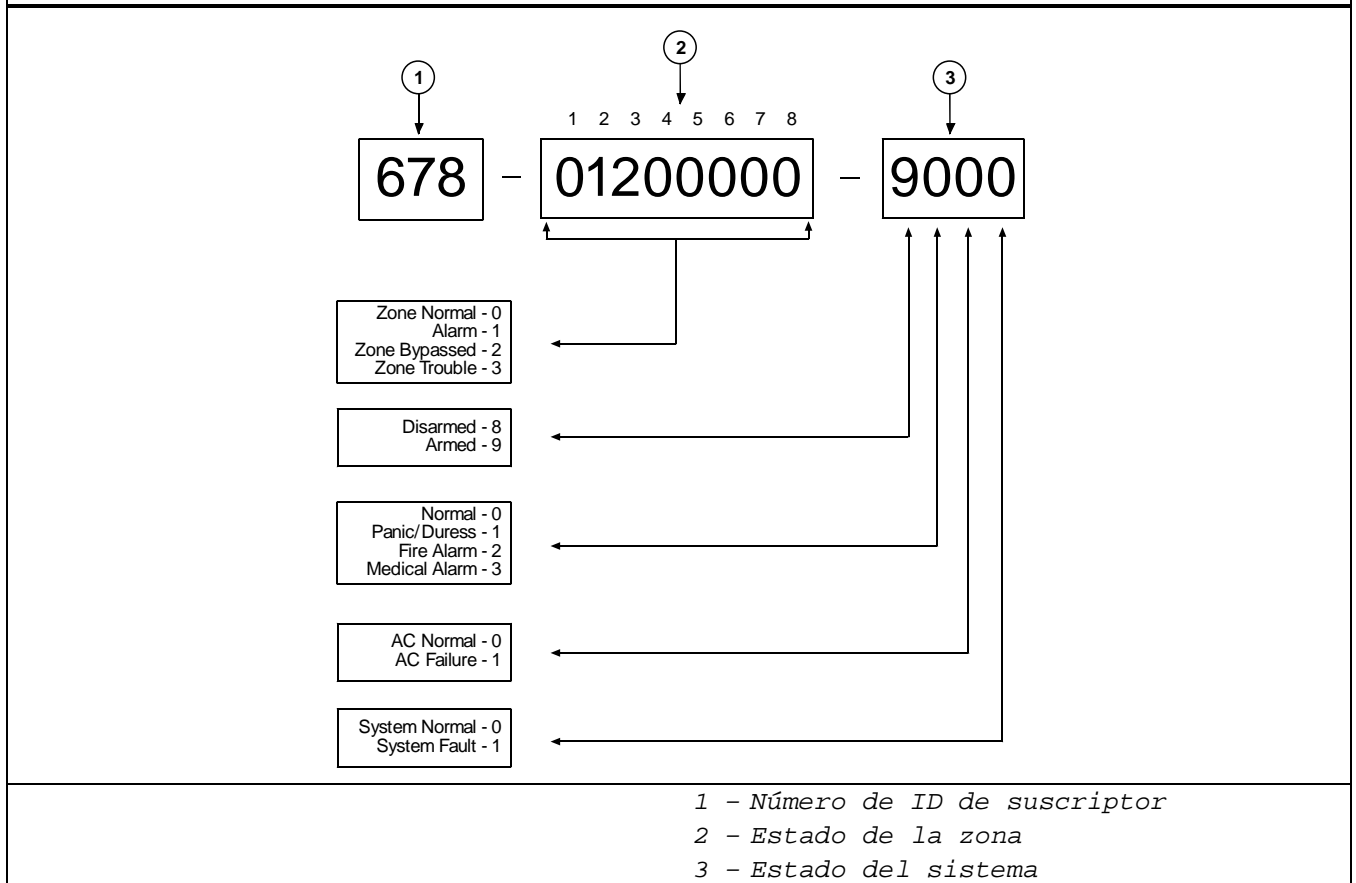 2
1
3
1 2 3 4 5 6 7 8
678 – 01200000 – 9000
Zone Normal - 0
Alarm - 1
Zone Bypassed - 2
Zone Trouble - 3
Disarmed - 8
Armed - 9
Normal - 0
Panic/Duress - 1
Fire Alarm - 2
Medical Alarm - 3
AC Normal - 0
AC Failure - 1
System Normal - 0
System Fault - 1
1 – Número de ID de suscriptor
2 – Estado de la zona
3 – Estado del sistema